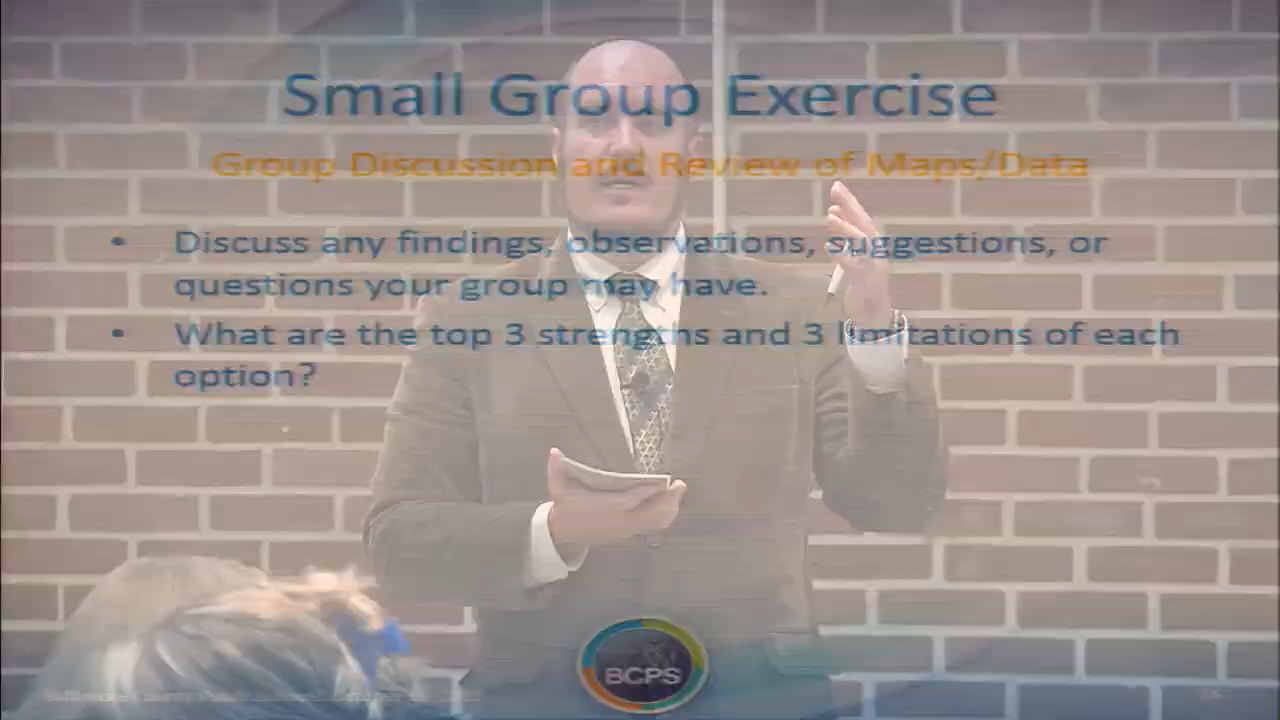 Small Group Exercise
Group Discussion and Review of Maps/Data
• Discuss any findings, observations, suggestions, or
questions your group may have.
• What are the top 3 strengths and 3 limitations of each
option?
BCPS